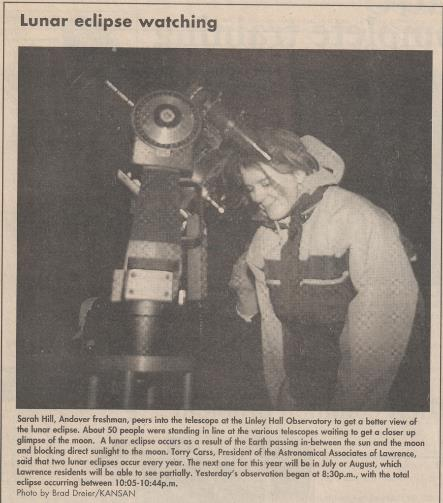 Lunar eclipse watching
Sarah Hill, Andover freshman, peers into the telescope at the Linley Hall Observatory to get a better view of
the lunar eclipse. About 50 people were standing in line at the various telescopes waiting to get a closer up
glimpse of the moon. A lunar eclipse occurs as a result of the Earth passing in-between the sun and the moon
and blocking direct sunlight to the moon. Torry Carss, President of the Astronomical Associates of Lawrence,
said that two lunar eclipses occur every year. The next one for this year will be in July or August, which
Lawrence residents will be able to see partially. Yesterday's observation began at 8:30p.m., with the total
eclipse occurring between 10:05-10:44p.m.
Photo by Brad Dreier/KANSAN